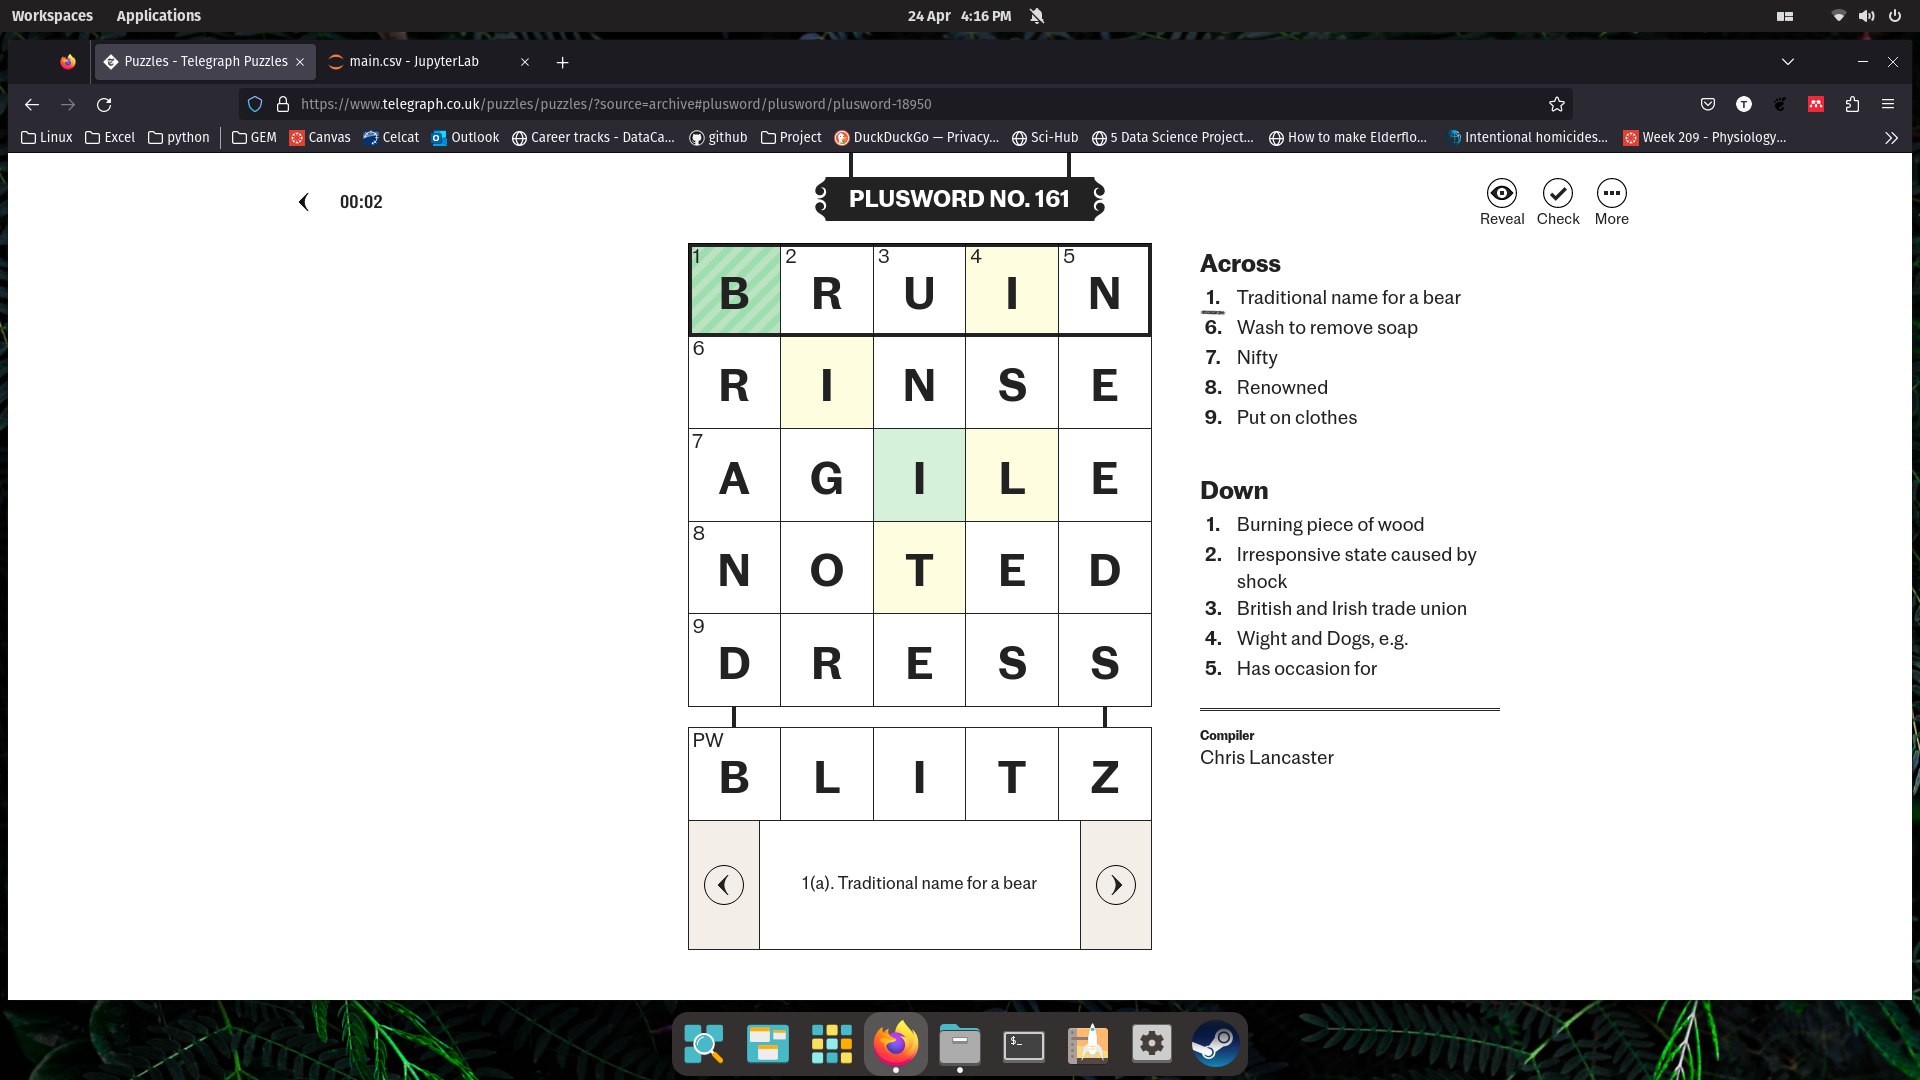 Workspaces Applications 24 Apr 4:16 PM
Puzzles - Telegraph Puzzles main.csv - JupyterLab
https://www.telegraph.co.uk/puzzles/puzzles/?source=archive#plusword/plusword/plusword-18950
Linux Excel python GEM Canvas Celcat Outlook Career tracks - DataCa... github Project DuckDuckGo — Privacy... Sci-Hub 5 Data Science Project... How to make Elderflo... Intentional homicides... Week 209 - Physiology...
00:02
PLUSWORD NO. 161
Reveal Check More
1 B 2 R 3 U 4 I 5 N
6 R I N S E
7 A G I L E
8 N O T E D
9 D R E S S
PW B L I T Z
1(a). Traditional name for a bear
Across
1. Traditional name for a bear
6. Wash to remove soap
7. Nifty
8. Renowned
9. Put on clothes
Down
1. Burning piece of wood
2. Irresponsive state caused by
shock
3. British and Irish trade union
4. Wight and Dogs, e.g.
5. Has occasion for
Compiler
Chris Lancaster
$_